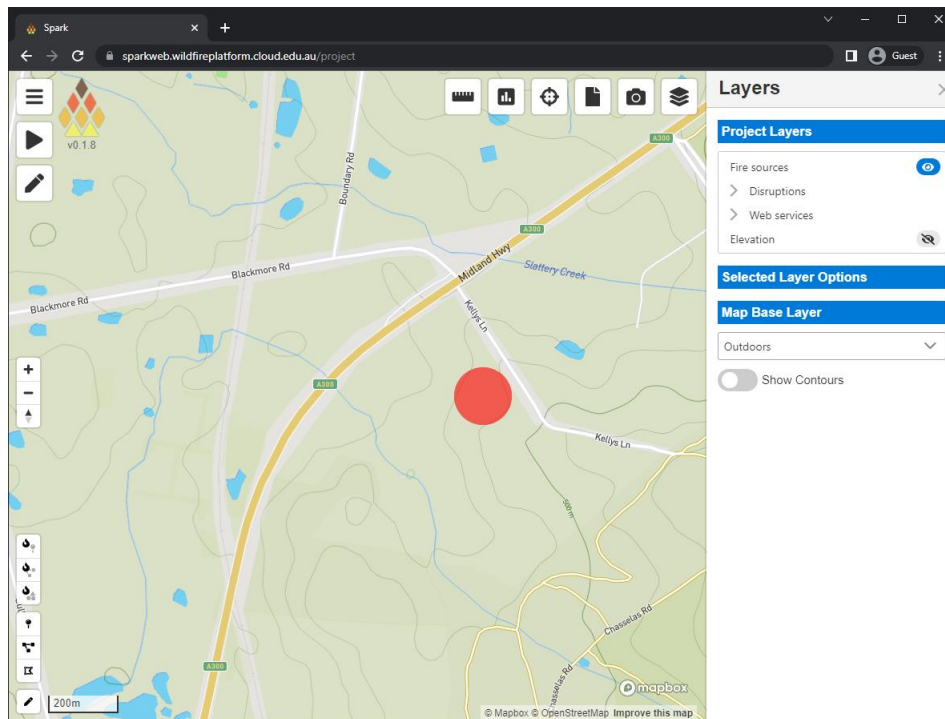 Spark
sparkweb.wildfireplatform.cloud.edu.au/project
Guest
v0.1.8
Layers
Project Layers
Fire sources
Disruptions
Web services
Elevation
Selected Layer Options
Map Base Layer
Outdoors
Show Contours
A300
Boundary Rd
A300
Midland Hwy
Slattery Creek
Blackmore Rd
Blackmore Rd
Kellys Ln
A300
Kellys Ln
500m
Chasselas Rd
A300
mapbox
200m
© Mapbox © OpenStreetMap Improve this map